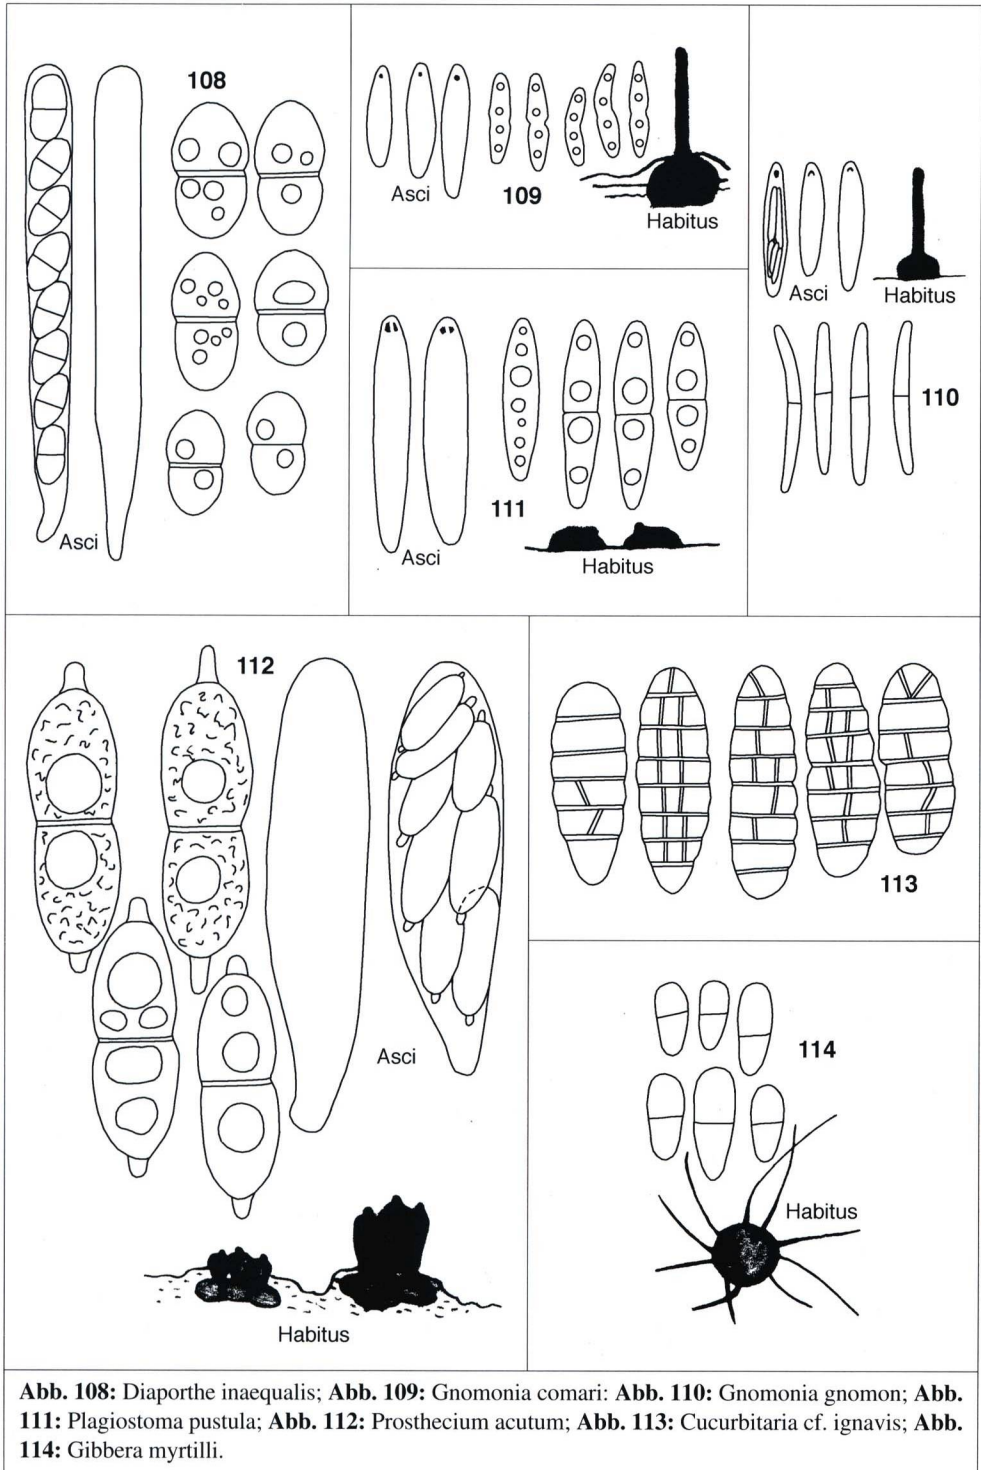 108
Asci
Asci
109
Habitus
Asci
Habitus
110
111
Asci
Habitus
112
Asci
Habitus
113
114
Habitus
Abb. 108: Diaporthe inaequalis; Abb. 109: Gnomonia comari: Abb. 110: Gnomonia gnomon; Abb.
111: Plagiostoma pustula; Abb. 112: Prosthecium acutum; Abb. 113: Cucurbitaria cf. ignavis; Abb.
114: Gibbera myrtilli.